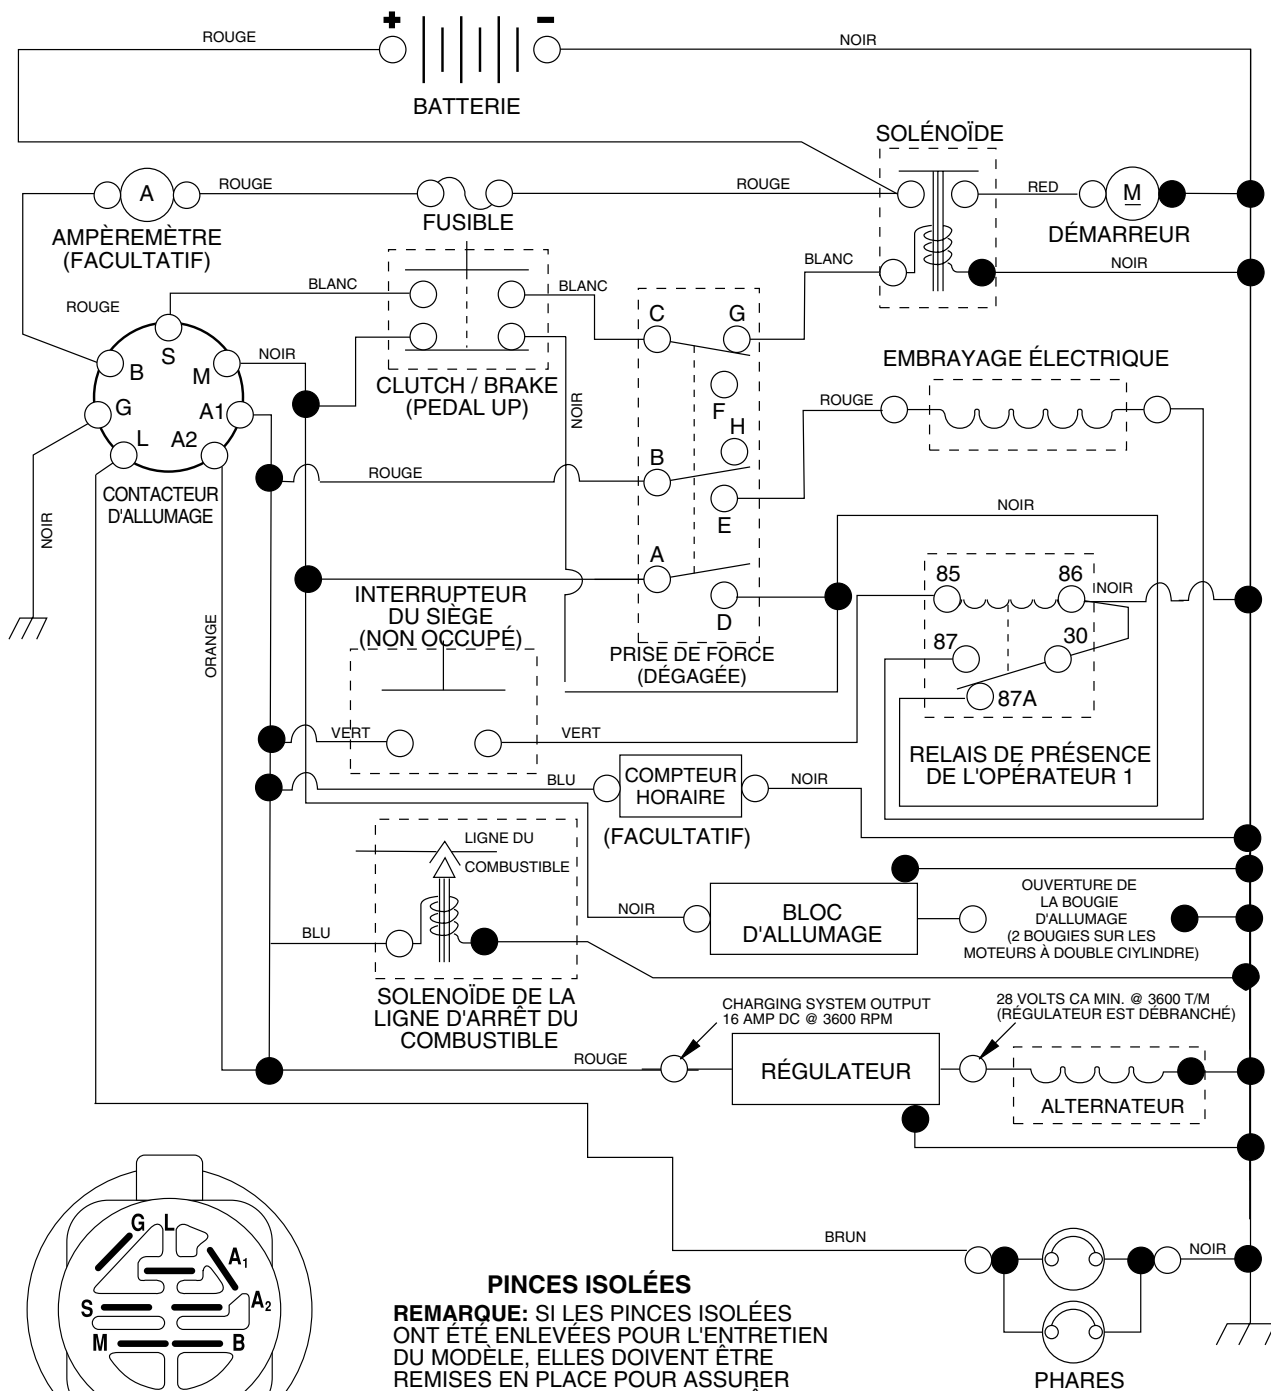 + −
ROUGE
NOIR
BATTERIE
SOLÉNOÏDE
A
ROUGE
ROUGE
RED
M
FUSIBLE
AMPÈREMÈTRE
(FACULTATIF)
DÉMARREUR
BLANC
NOIR
BLANC
BLANC
ROUGE
S
B
M
G
A1
L
A2
NOIR
C
G
CLUTCH / BRAKE
(PEDAL UP)
EMBRAYAGE ÉLECTRIQUE
NOIR
F
ROUGE
H
B
ROUGE
E
CONTACTEUR
D'ALLUMAGE
NOIR
NOIR
A
D
85
86
NOIR
87
30
87A
INTERRUPTEUR
DU SIÈGE
(NON OCCUPÉ)
ORANGE
PRISE DE FORCE
(DÉGAGÉE)
VERT
VERT
RELAIS DE PRÉSENCE
DE L'OPÉRATEUR 1
BLU
COMPTEUR
HORAIRE
NOIR
(FACULTATIF)
LIGNE DU
COMBUSTIBLE
NOIR
BLOC
D'ALLUMAGE
OUVERTURE DE
LA BOUGIE
D'ALLUMAGE
(2 BOUGIES SUR LES
MOTEURS À DOUBLE CIYLINDRE)
BLU
SOLENOÏDE DE LA
LIGNE D'ARRÊT DU
COMBUSTIBLE
CHARGING SYSTEM OUTPUT
16 AMP DC @ 3600 RPM
28 VOLTS CA MIN. @ 3600 T/M
(RÉGULATEUR EST DÉBRANCHÉ)
ROUGE
RÉGULATEUR
ALTERNATEUR
BRUN
NOIR
PHARES
G L
A1
A2
S
M
B
PINCES ISOLÉES
REMARQUE: SI LES PINCES ISOLÉES
ONT ÉTÉ ENLEVÉES POUR L'ENTRETIEN
DU MODÈLE, ELLES DOIVENT ÊTRE
REMISES EN PLACE POUR ASSURER